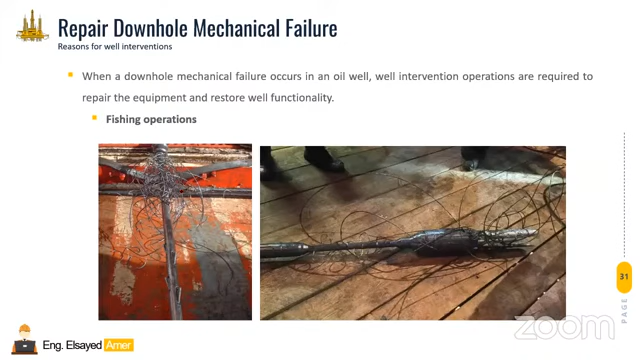 Repair Downhole Mechanical Failure
Reasons for well interventions
When a downhole mechanical failure occurs in an oil well, well intervention operations are required to
repair the equipment and restore well functionality.
Fishing operations
31
PAGE
zoom
Eng. Elsayed Amer